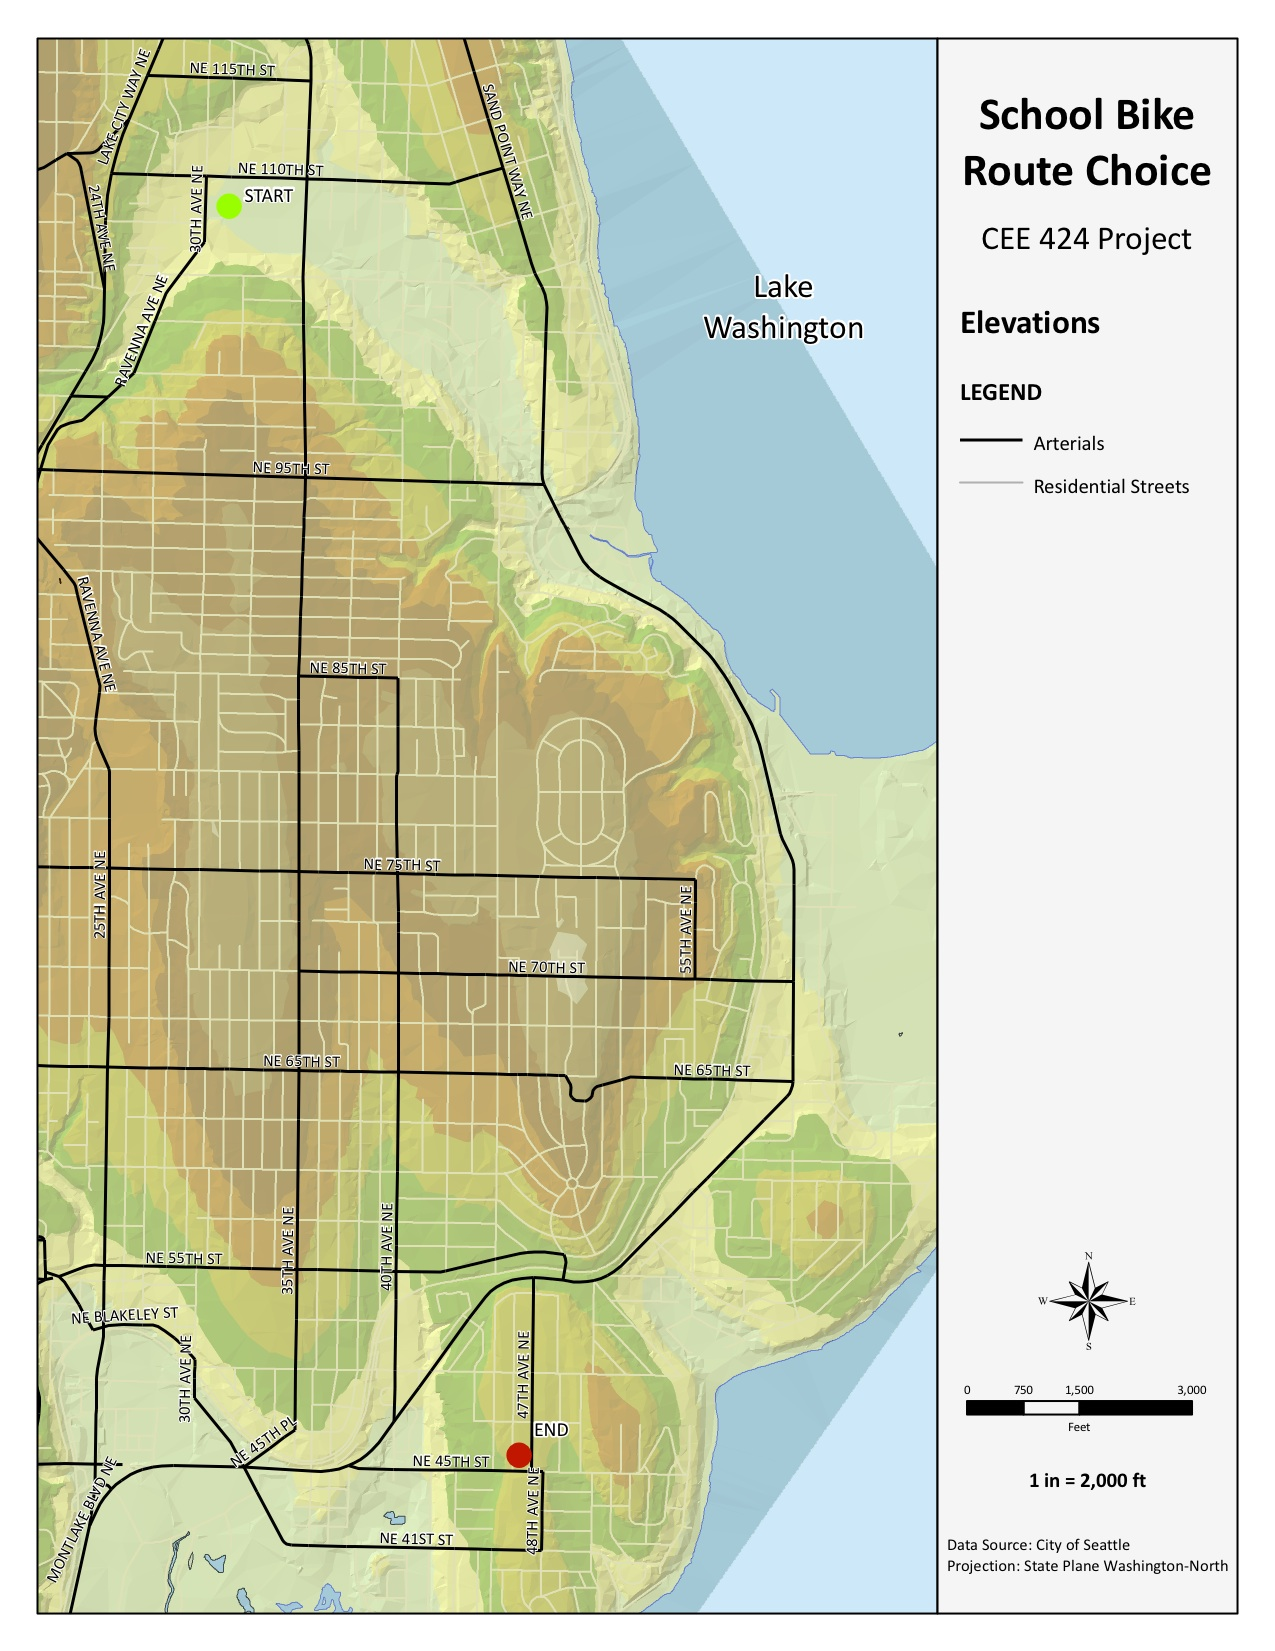 School Bike
Route Choice
CEE 424 Project
Elevations
LEGEND
Arterials
Residential Streets
NE 115TH ST
LAKE CITY WAY NE
SAND POINT WAY NE
NE 110TH ST
30TH AVE NE
START
24TH AVE NE
RAVENNA AVE NE
Lake
Washington
NE 95TH ST
RAVENNA AVE NE
NE 85TH ST
NE 75TH ST
25TH AVE NE
55TH AVE NE
NE 70TH ST
NE 65TH ST
NE 65TH ST
35TH AVE NE
40TH AVE NE
NE 55TH ST
NE BLAKELEY ST
30TH AVE NE
47TH AVE NE
END
NE 45TH PL
NE 45TH ST
MONTLAKE BLVD NE
48TH AVE NE
NE 41ST ST
N
W E
S
0 750 1,500 3,000
Feet
1 in = 2,000 ft
Data Source: City of Seattle
Projection: State Plane Washington-North